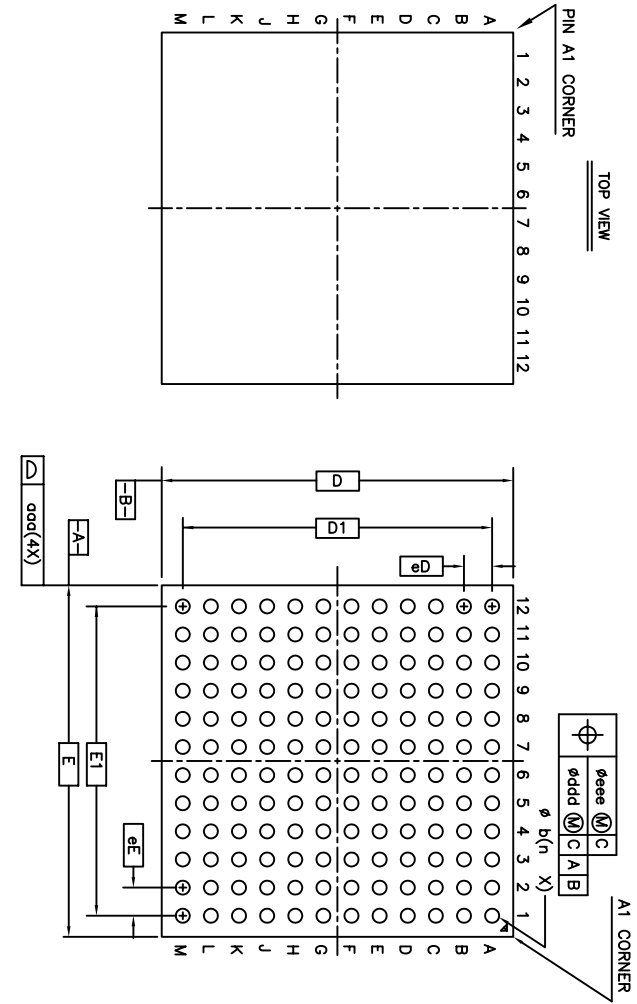 PIN A1 CORNER
TOP VIEW
1 2 3 4 5 6 7 8 9 10 11 12
A
B
C
D
E
F
G
H
J
K
L
M
A1 CORNER
⌖ Øeee Ⓜ C
Øddd Ⓜ C A B
ø b(n X)
12 11 10 9 8 7 6 5 4 3 2 1
A
B
C
D
E
F
G
H
J
K
L
M
eD
D1
D
-B-
eE
E1
E
-A-
aaa(4X)